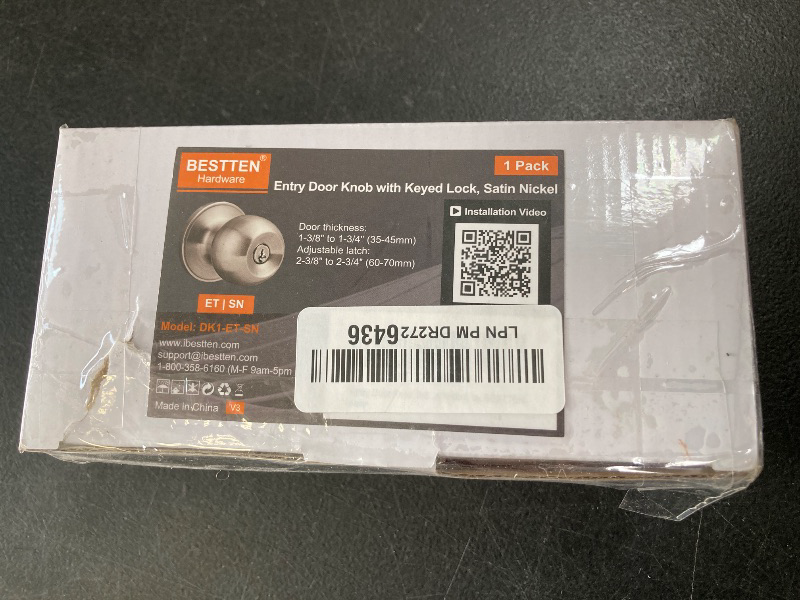 BESTTEN®
Hardware
1 Pack
Entry Door Knob with Keyed Lock, Satin Nickel
Installation Video
Door thickness:
1-3/8" to 1-3/4" (35-45mm)
Adjustable latch:
2-3/8" to 2-3/4" (60-70mm)
ET | SN
Model: DK1-ET-SN
www.ibestten.com
support@ibestten.com
1-800-358-6160 (M-F 9am-5pm
Made in China V3
LPN PM DR2726436